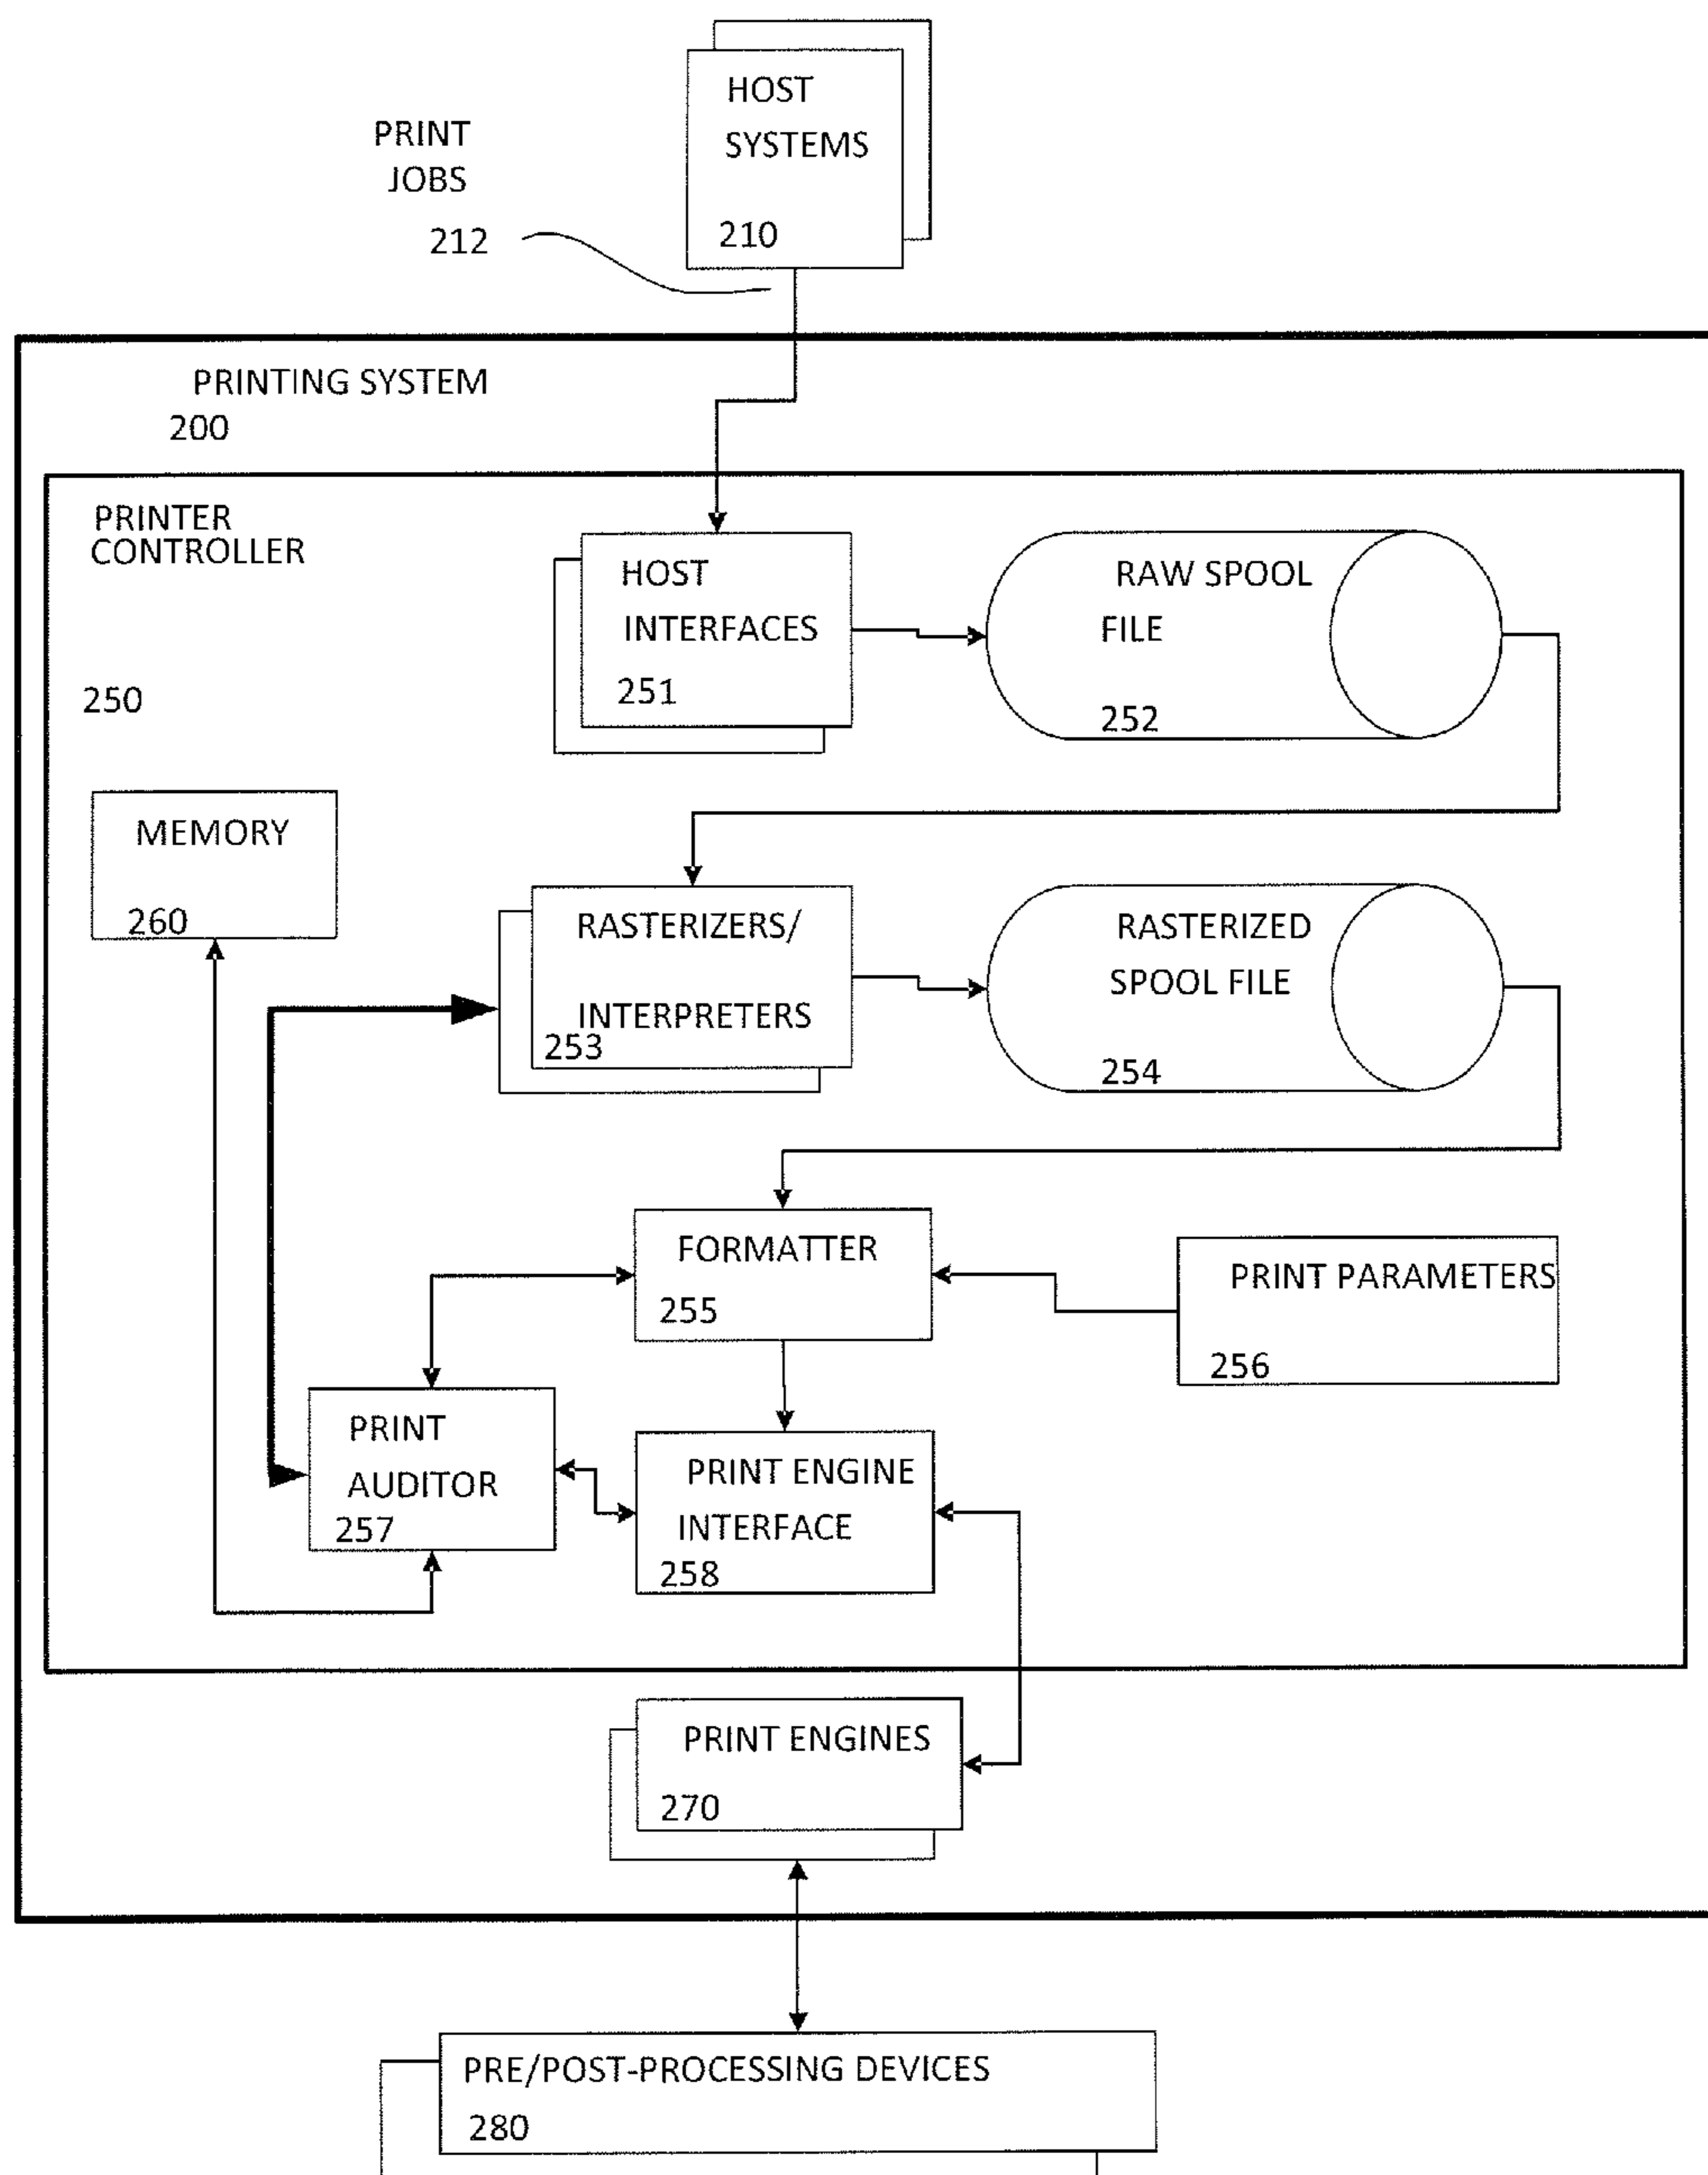 HOST
SYSTEMS
210
PRINT
JOBS
212
PRINTING SYSTEM
200
PRINTER
CONTROLLER
250
HOST
INTERFACES
251
RAW SPOOL
FILE
252
MEMORY
260
RASTERIZERS/
INTERPRETERS
253
RASTERIZED
SPOOL FILE
254
FORMATTER
255
PRINT PARAMETERS
256
PRINT
AUDITOR
257
PRINT ENGINE
INTERFACE
258
PRINT ENGINES
270
PRE/POST-PROCESSING DEVICES
280